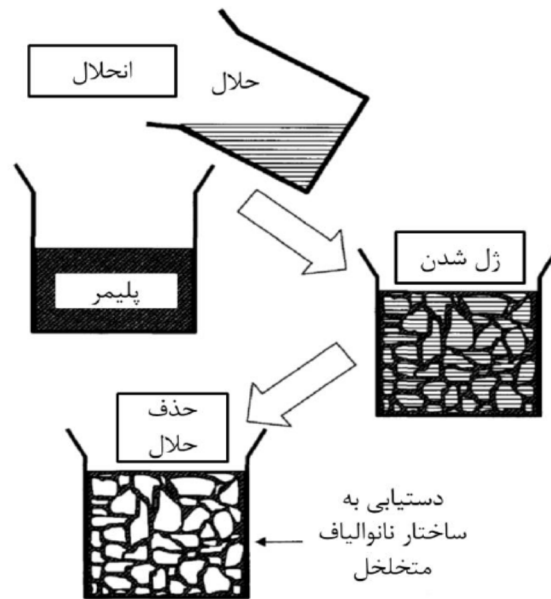 انحلال
حلال
پلیمر
ژل شدن
حذف
حلال
دستیابی به
ساختار نانوالیاف
متخلخل